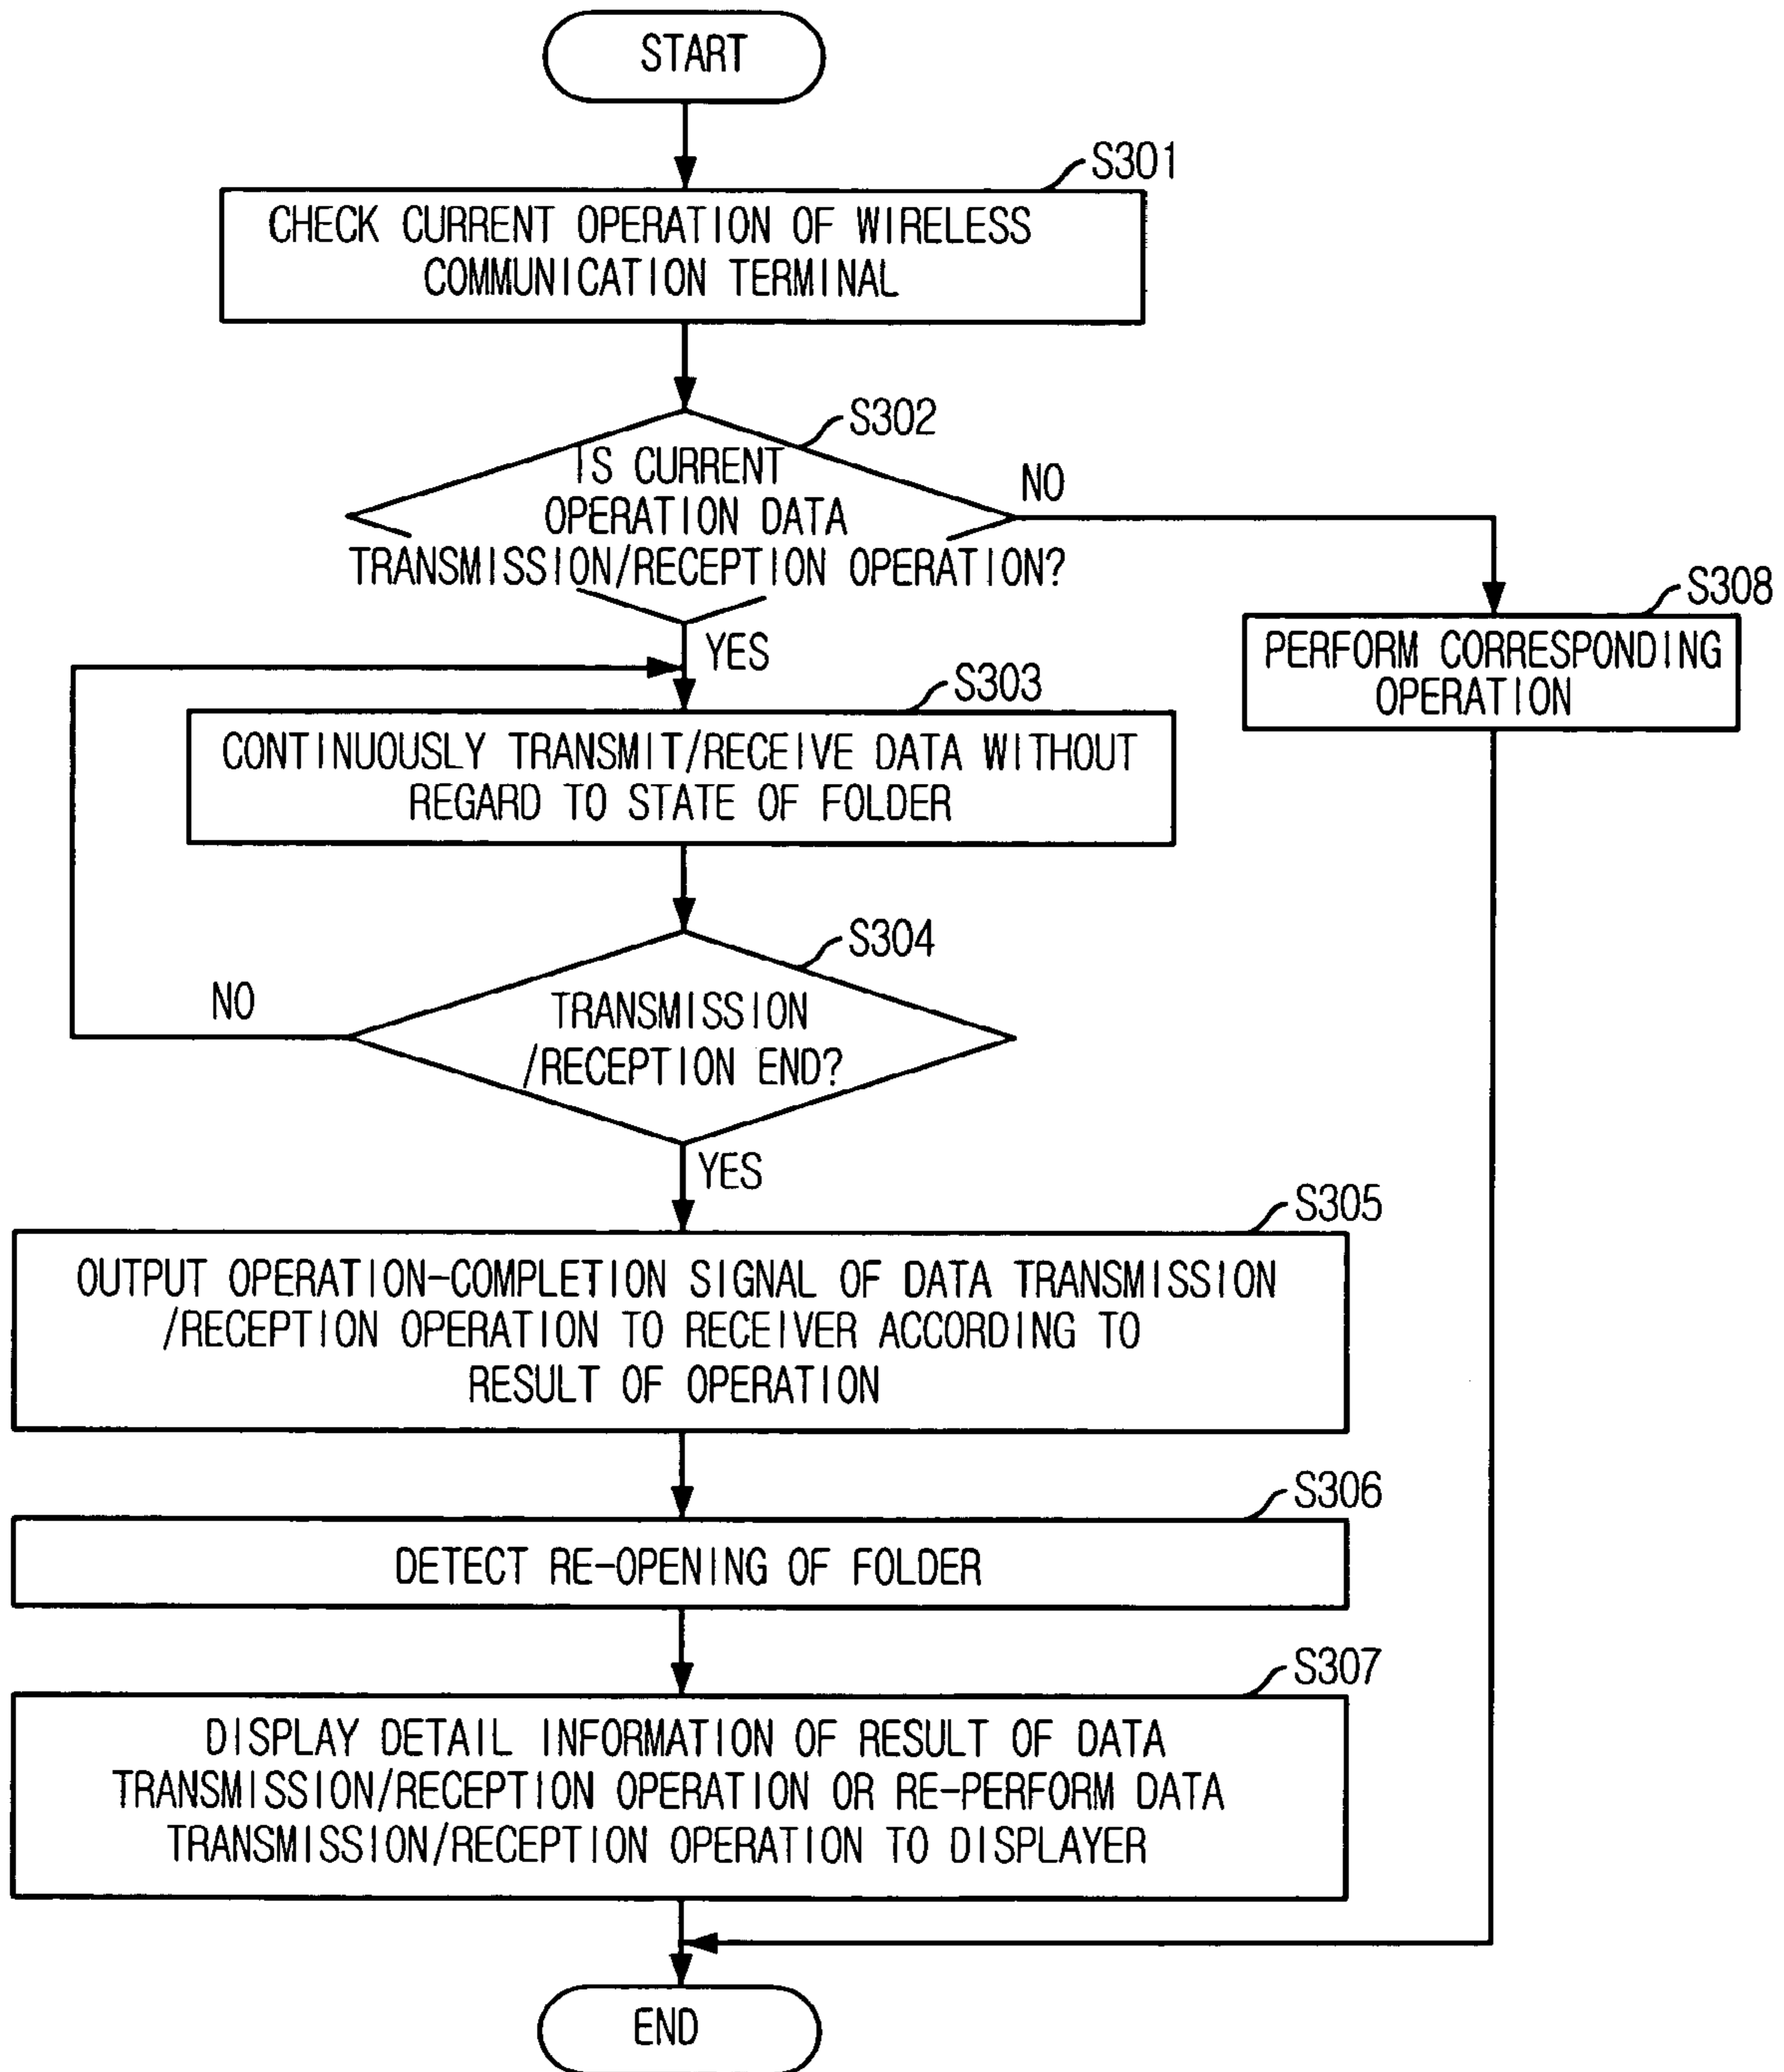 START
S301
CHECK CURRENT OPERATION OF WIRELESS
COMMUNICATION TERMINAL
S302
IS CURRENT
OPERATION DATA
TRANSMISSION/RECEPTION OPERATION?
NO
YES
S308
PERFORM CORRESPONDING
OPERATION
S303
CONTINUOUSLY TRANSMIT/RECEIVE DATA WITHOUT
REGARD TO STATE OF FOLDER
S304
TRANSMISSION
/RECEPTION END?
NO
YES
S305
OUTPUT OPERATION-COMPLETION SIGNAL OF DATA TRANSMISSION
/RECEPTION OPERATION TO RECEIVER ACCORDING TO
RESULT OF OPERATION
S306
DETECT RE-OPENING OF FOLDER
S307
DISPLAY DETAIL INFORMATION OF RESULT OF DATA
TRANSMISSION/RECEPTION OPERATION OR RE-PERFORM DATA
TRANSMISSION/RECEPTION OPERATION TO DISPLAYER
END